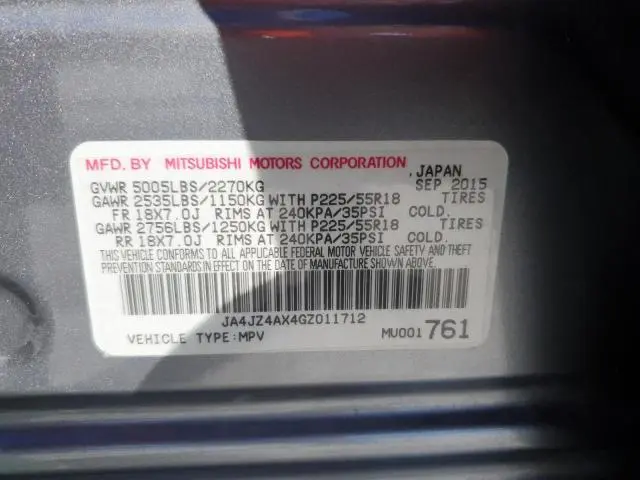 MFD. BY MITSUBISHI MOTORS CORPORATION , JAPAN
GVWR 5005LBS/2270KG SEP 2015
GAWR 2535LBS/1150KG WITH P225/55R18 TIRES
FR 18X7.0J RIMS AT 240KPA/35PSI COLD.
GAWR 2756LBS/1250KG WITH P225/55R18 TIRES
RR 18X7.0J RIMS AT 240KPA/35PSI COLD.
THIS VEHICLE CONFORMS TO ALL APPLICABLE FEDERAL MOTOR VEHICLE SAFETY AND THEFT
PREVENTION STANDARDS IN EFFECT ON THE DATE OF MANUFACTURE SHOWN ABOVE.
JA4JZ4AX4GZ011712
VEHICLE TYPE:MPV MU001761